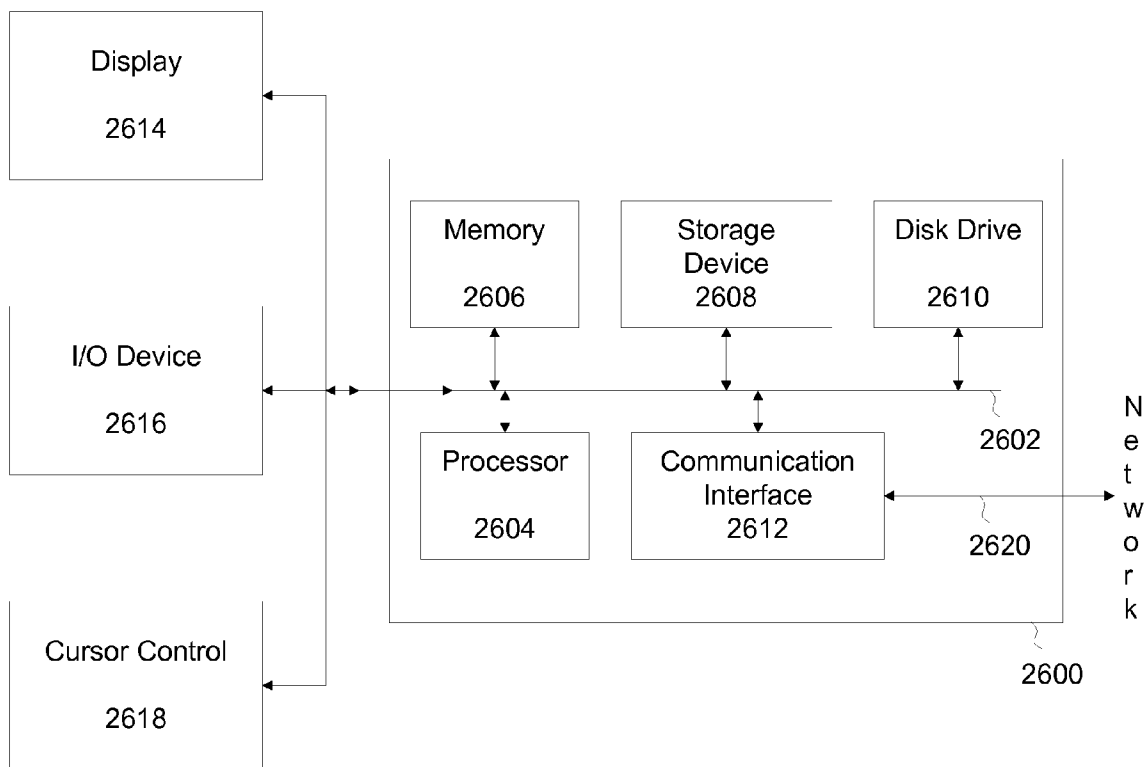 Display
2614
Memory
2606
Storage
Device
2608
Disk Drive
2610
I/O Device
2616
2602
Processor
2604
Communication
Interface
2612
2620
Network
Cursor Control
2618
2600